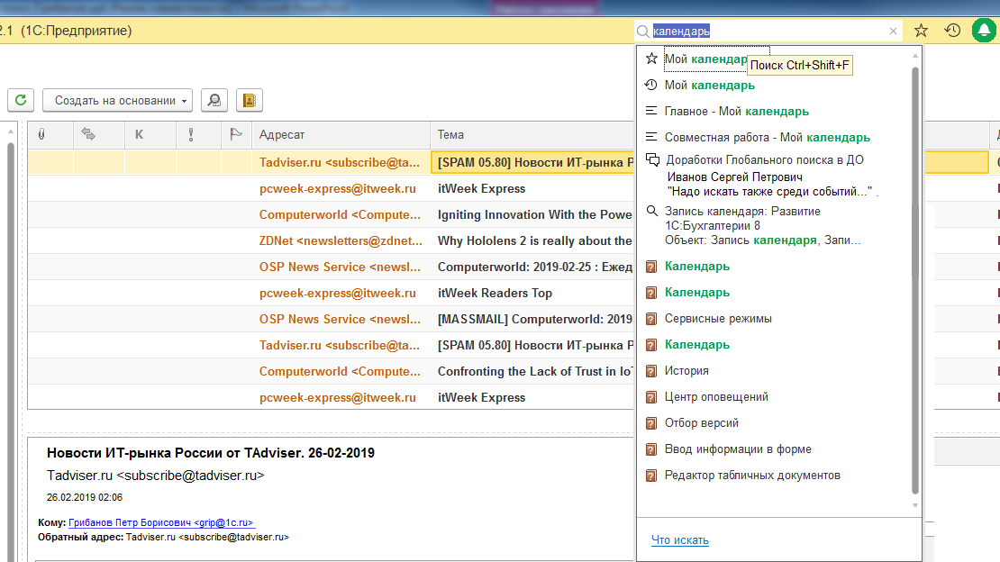 2.1 (1С:Предприятие)
календарь
Поиск Ctrl+Shift+F
Создать на основании
К
Адресат
Тема
Tadviser.ru <subscribe@ta...
[SPAM 05.80] Новости ИТ-рынка Р
pcweek-express@itweek.ru
itWeek Express
Computerworld <Compute...
Igniting Innovation With the Powe
ZDNet <newsletters@zdnet...
Why Hololens 2 is really about the
OSP News Service <newsl...
Computerworld: 2019-02-25 : Ежед
pcweek-express@itweek.ru
itWeek Readers Top
OSP News Service <newsl...
[MASSMAIL] Computerworld: 2019
Tadviser.ru <subscribe@ta...
[SPAM 05.80] Новости ИТ-рынка Р
Computerworld <Compute...
Confronting the Lack of Trust in IoT
pcweek-express@itweek.ru
itWeek Express
Мой календар
Мой календарь
Главное - Мой календарь
Совместная работа - Мой календарь
Доработки Глобального поиска в ДО
Иванов Сергей Петрович
"Надо искать также среди событий..." .
Запись календаря: Развитие
1С:Бухгалтерии 8
Объект: Запись календаря, Запи...
Календарь
Календарь
Сервисные режимы
Календарь
История
Центр оповещений
Отбор версий
Ввод информации в форме
Редактор табличных документов
Что искать
Новости ИТ-рынка России от TAdviser. 26-02-2019
Tadviser.ru <subscribe@tadviser.ru>
26.02.2019 02:06
Кому: Грибанов Петр Борисович <grip@1c.ru>
Обратный адрес: Tadviser.ru <subscribe@tadviser.ru>